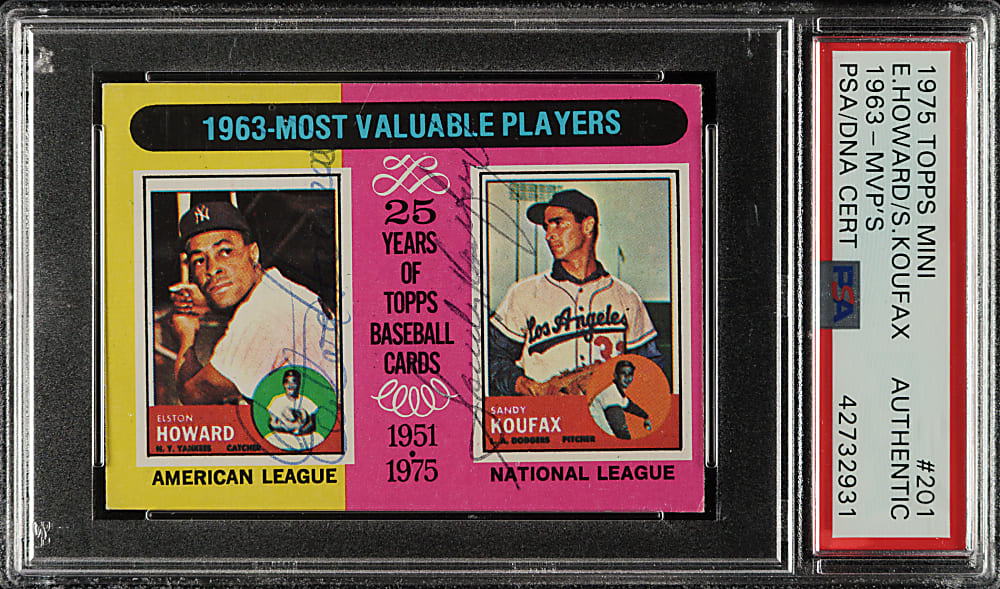 1963-MOST VALUABLE PLAYERS
25
YEARS
OF
TOPPS
BASEBALL
CARDS
1951
•
1975
NY
ELSTON
HOWARD
N. Y. YANKEES CATCHER
AMERICAN LEAGUE
Los Angeles
SANDY
KOUFAX
L. A. DODGERS PITCHER
NATIONAL LEAGUE
1975 TOPPS MINI #201
E.HOWARD/S.KOUFAX AUTHENTIC
1963 - MVP'S
PSA/DNA CERT 42732931
PSA